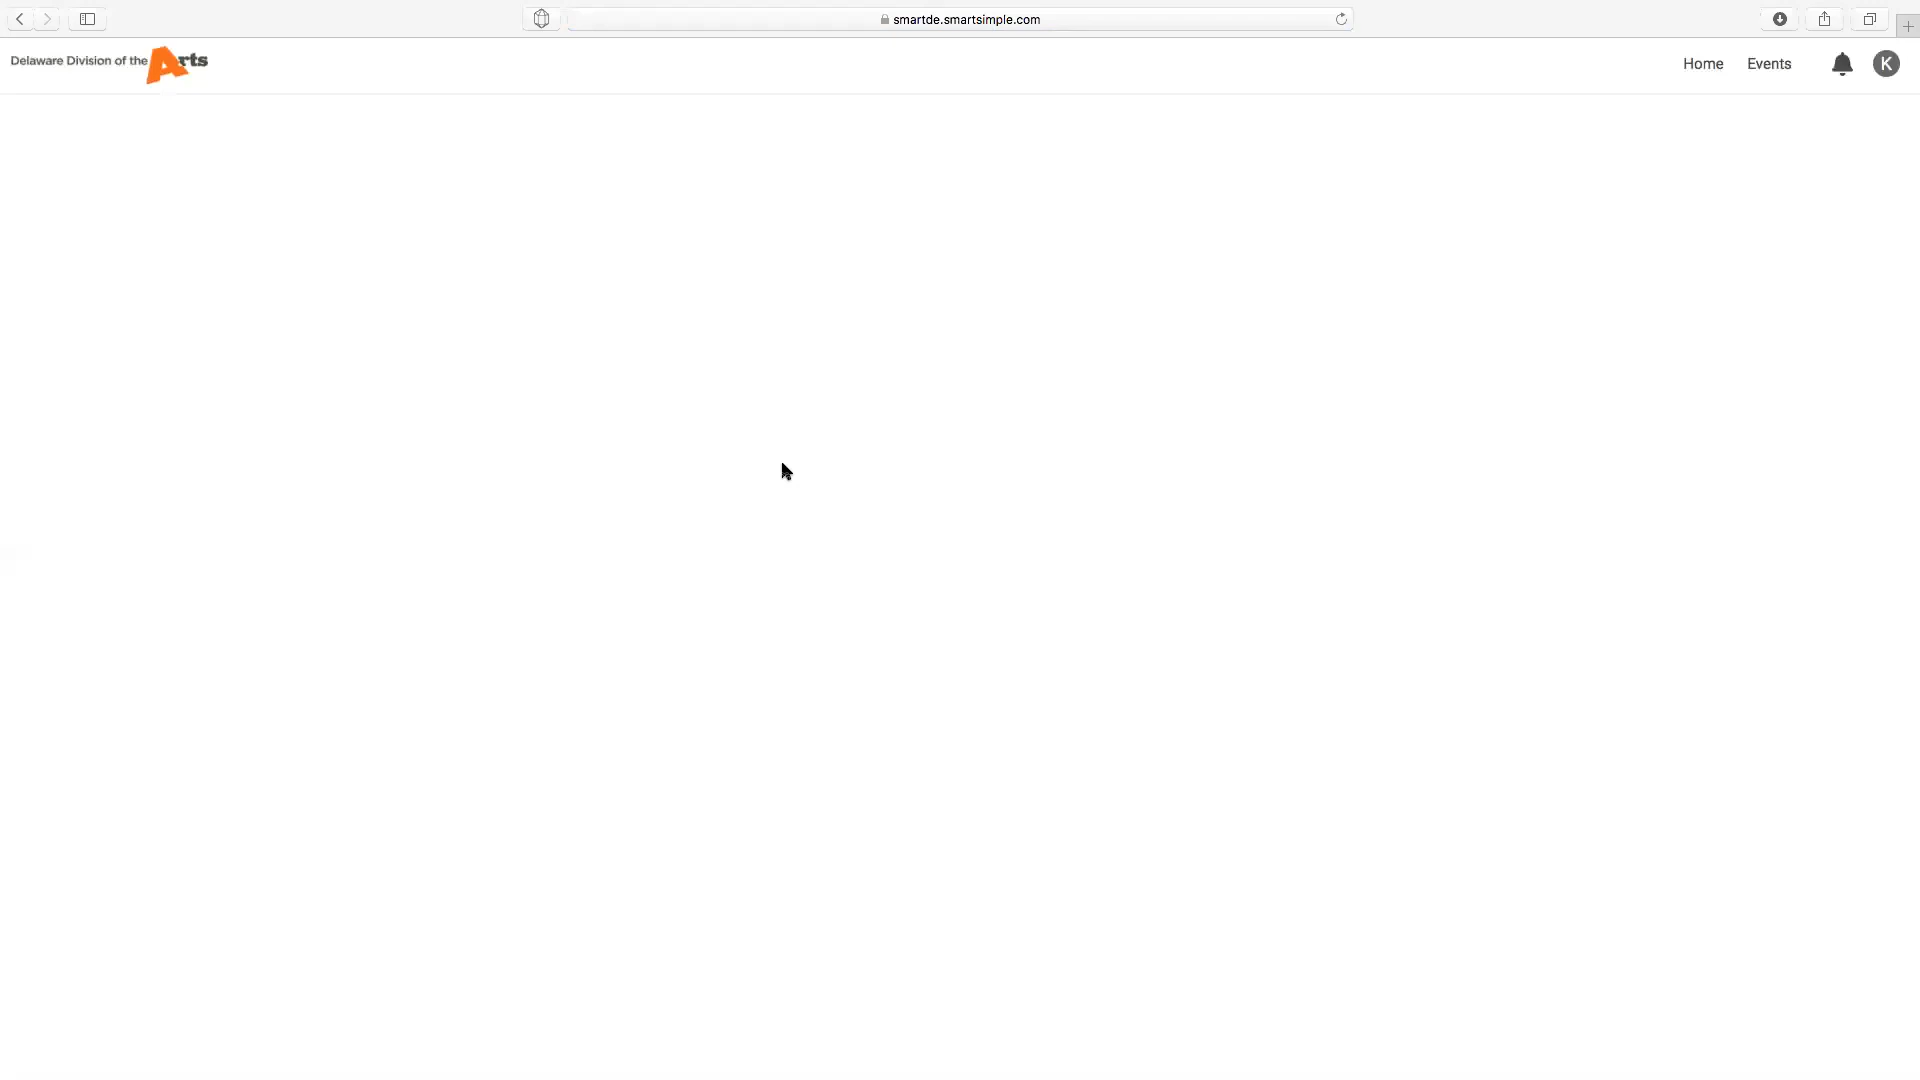 smartde.smartsimple.com
Delaware Division of the Arts
Home
Events
K